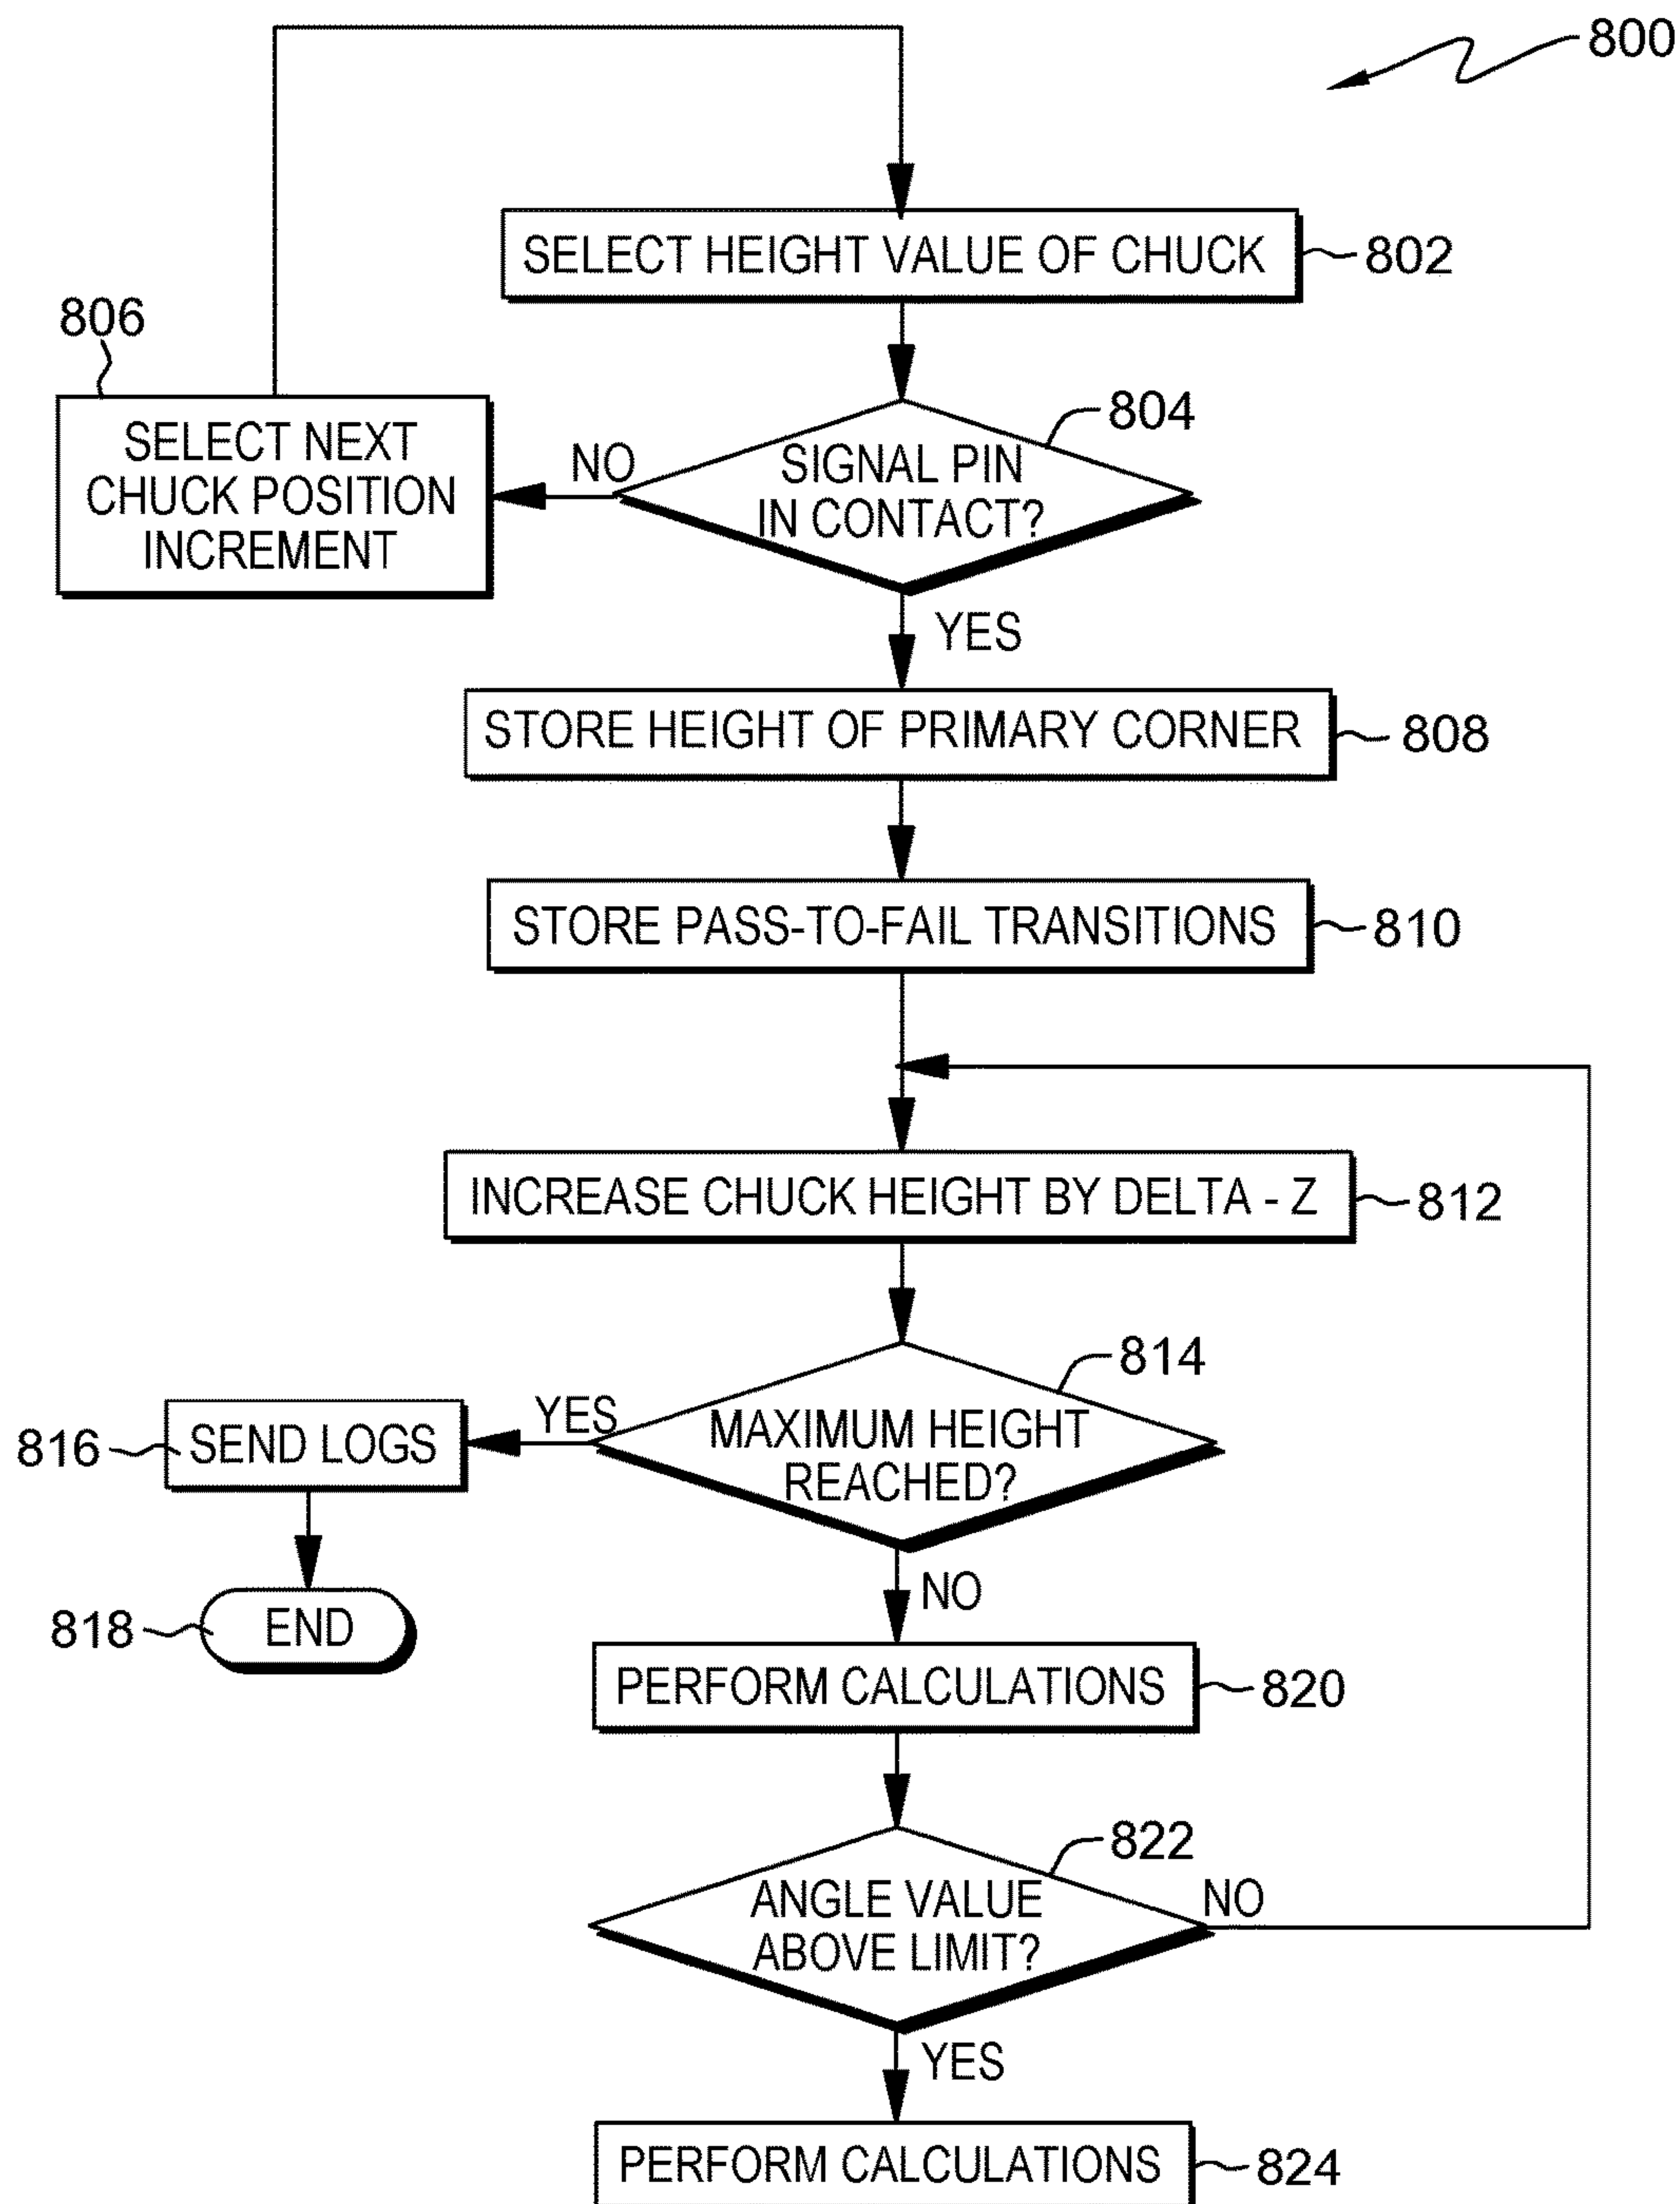 800
SELECT HEIGHT VALUE OF CHUCK
802
806
SELECT NEXT
CHUCK POSITION
INCREMENT
NO
SIGNAL PIN
IN CONTACT?
804
YES
STORE HEIGHT OF PRIMARY CORNER
808
STORE PASS-TO-FAIL TRANSITIONS
810
INCREASE CHUCK HEIGHT BY DELTA - Z
812
814
MAXIMUM HEIGHT
REACHED?
YES
816
SEND LOGS
818
END
NO
PERFORM CALCULATIONS
820
822
ANGLE VALUE
ABOVE LIMIT?
NO
YES
PERFORM CALCULATIONS
824